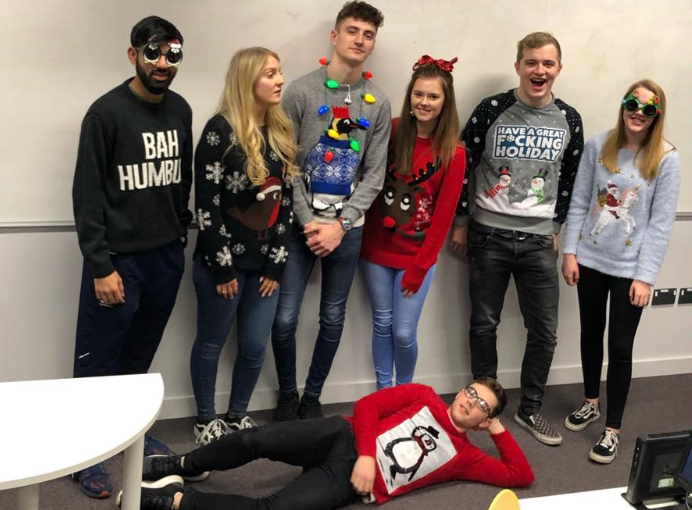 BAH
HUMBU
HAVE A GREAT
F*CKING
HOLIDAY